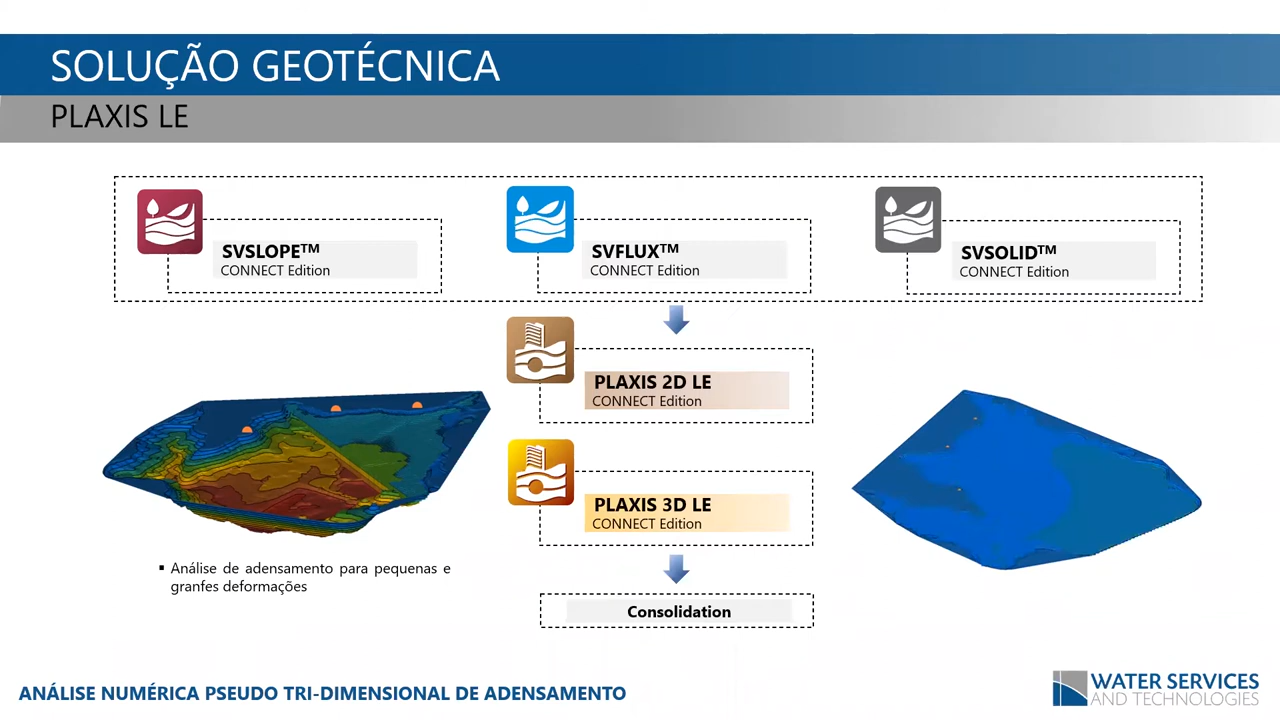 SOLUÇÃO GEOTÉCNICA
PLAXIS LE
SVSLOPE™
CONNECT Edition
SVFLUX™
CONNECT Edition
SVSOLID™
CONNECT Edition
PLAXIS 2D LE
CONNECT Edition
PLAXIS 3D LE
CONNECT Edition
▪ Análise de adensamento para pequenas e
granfes deformações
Consolidation
ANÁLISE NUMÉRICA PSEUDO TRI-DIMENSIONAL DE ADENSAMENTO
WATER SERVICES
AND TECHNOLOGIES